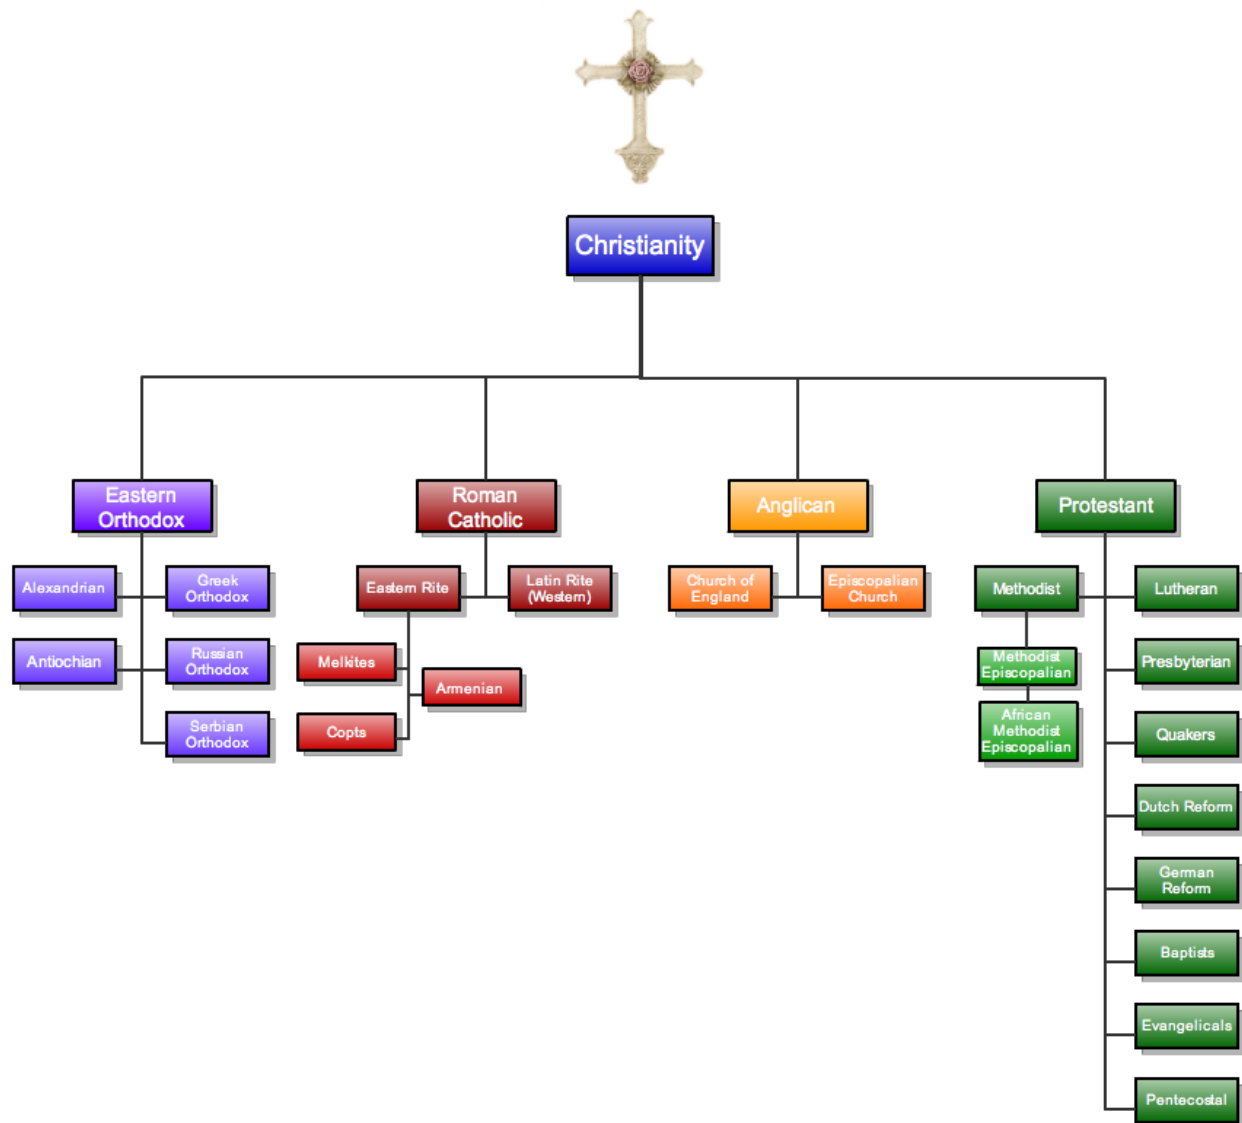 Christianity
Eastern
Orthodox
Roman
Catholic
Anglican
Protestant
Alexandrian
Greek
Orthodox
Antiochian
Russian
Orthodox
Serbian
Orthodox
Eastern Rite
Latin Rite
(Western)
Melkites
Armenian
Copts
Church of
England
Episcopalian
Church
Methodist
Methodist
Episcopalian
African
Methodist
Episcopalian
Lutheran
Presbyterian
Quakers
Dutch Reform
German
Reform
Baptists
Evangelicals
Pentecostal